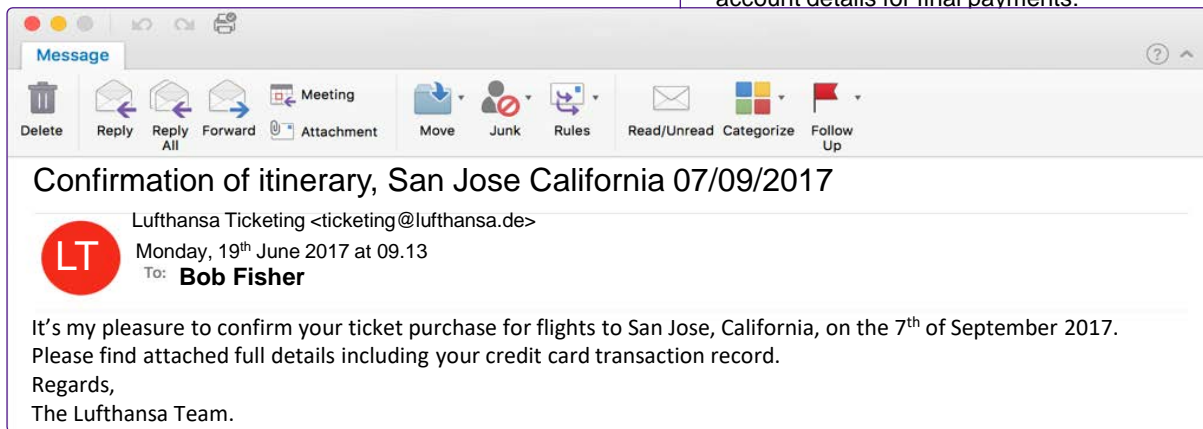 account details for final payments.
Message
?
Delete
Reply
Reply All
Forward
Meeting
Attachment
Move
Junk
Rules
Read/Unread
Categorize
Follow Up
Confirmation of itinerary, San Jose California 07/09/2017
LT
Lufthansa Ticketing <ticketing@lufthansa.de>
Monday, 19th June 2017 at 09.13
To: Bob Fisher
It’s my pleasure to confirm your ticket purchase for flights to San Jose, California, on the 7th of September 2017.
Please find attached full details including your credit card transaction record.
Regards,
The Lufthansa Team.